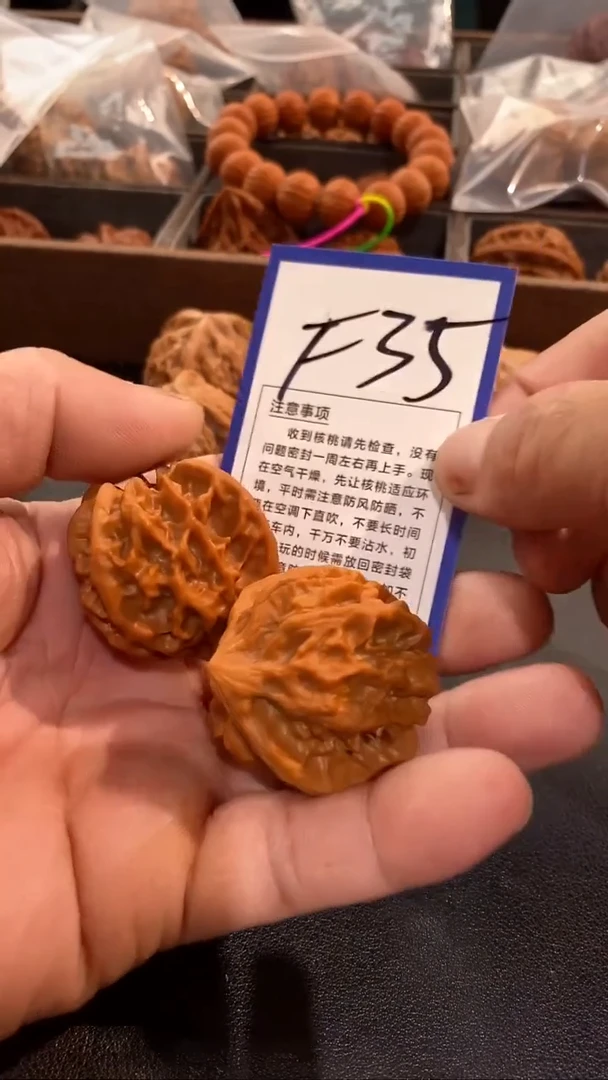 F35
注意事项
收到核桃请先检查,没有
问题密封一周左右再上手。现
在空气干燥,先让核桃适应环
境,平时需注意防风防晒,不
在空调下直吹,不要长时间
车内,千万不要沾水。初
玩的时候需放回密封袋